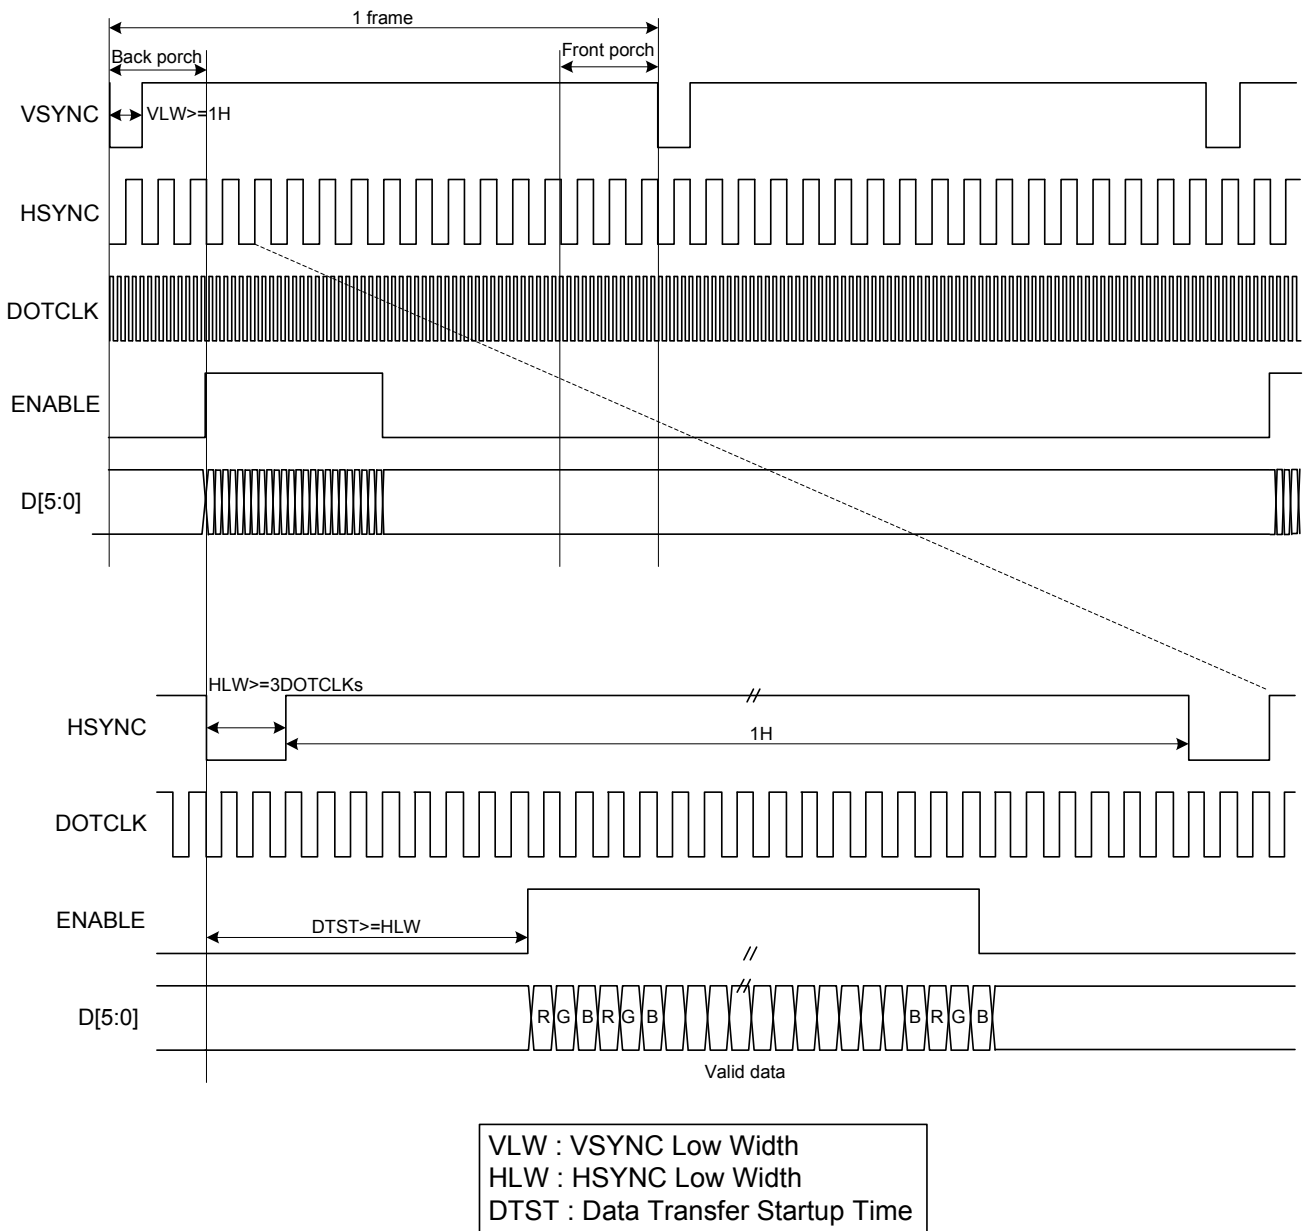 1 frame
Back porch
Front porch
VSYNC
VLW>=1H
HSYNC
DOTCLK
ENABLE
D[5:0]
HLW>=3DOTCLKs
HSYNC
//
1H
DOTCLK
ENABLE
DTST>=HLW
//
D[5:0]
//
R G B R G B B R G B
Valid data
VLW : VSYNC Low Width
HLW : HSYNC Low Width
DTST : Data Transfer Startup Time